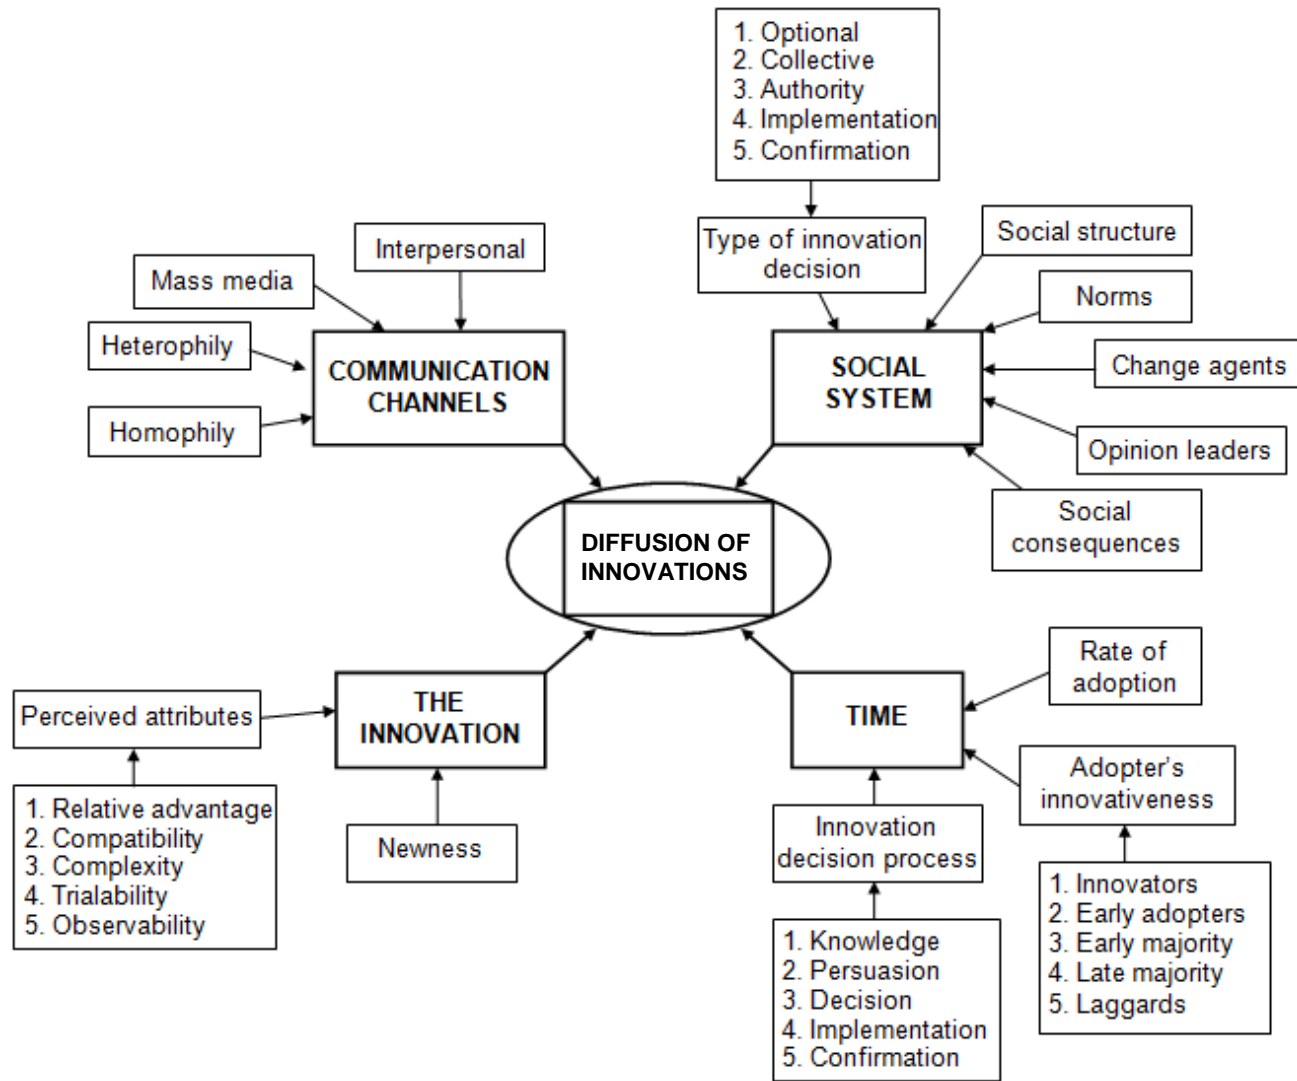 1. Optional
2. Collective
3. Authority
4. Implementation
5. Confirmation
Type of innovation
decision
Social structure
Norms
Change agents
Opinion leaders
Social
consequences
SOCIAL
SYSTEM
Interpersonal
Mass media
Heterophily
Homophily
COMMUNICATION
CHANNELS
DIFFUSION OF
INNOVATIONS
THE
INNOVATION
Perceived attributes
1. Relative advantage
2. Compatibility
3. Complexity
4. Trialability
5. Observability
Newness
TIME
Rate of
adoption
Adopter's
innovativeness
1. Innovators
2. Early adopters
3. Early majority
4. Late majority
5. Laggards
Innovation
decision process
1. Knowledge
2. Persuasion
3. Decision
4. Implementation
5. Confirmation